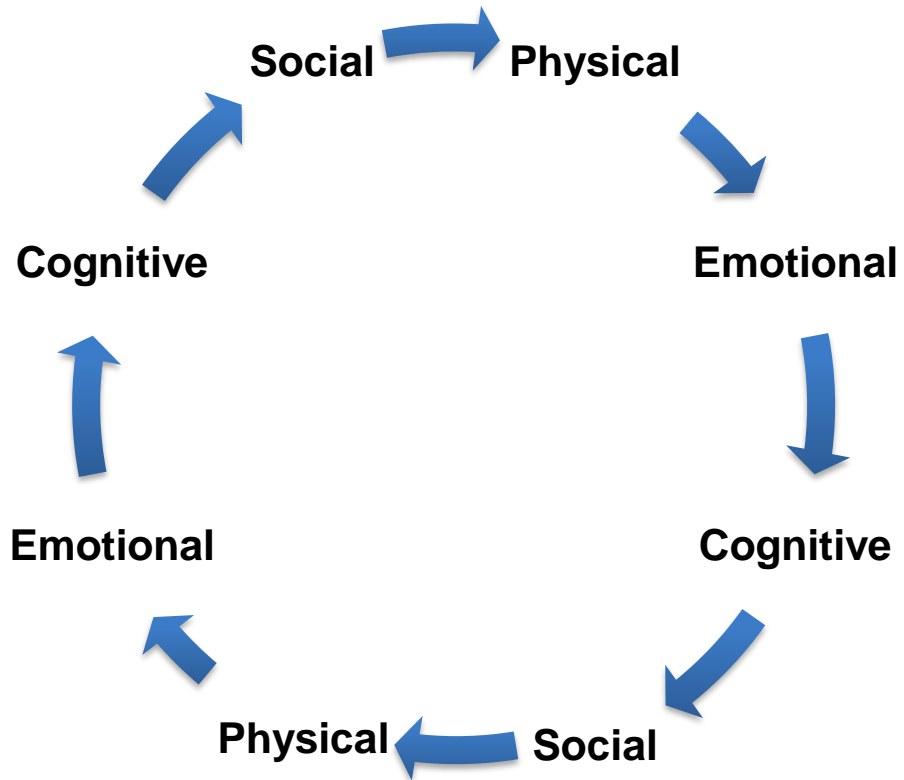 Social
Physical
Emotional
Cognitive
Social
Physical
Emotional
Cognitive